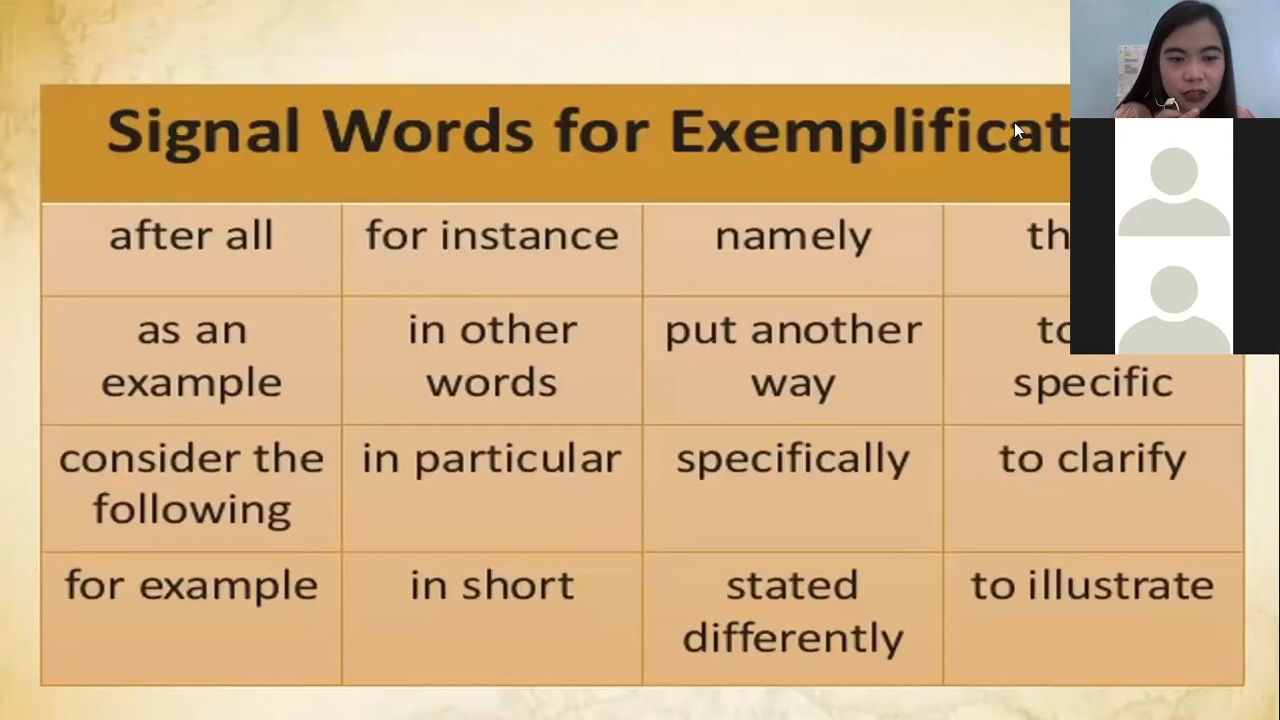 Signal Words for
after all
for instance
namely
as an
example
in other
words
put another
way
specific
consider the
following
in particular
specifically
to clarify
for example
in short
stated
differently
to illustrate